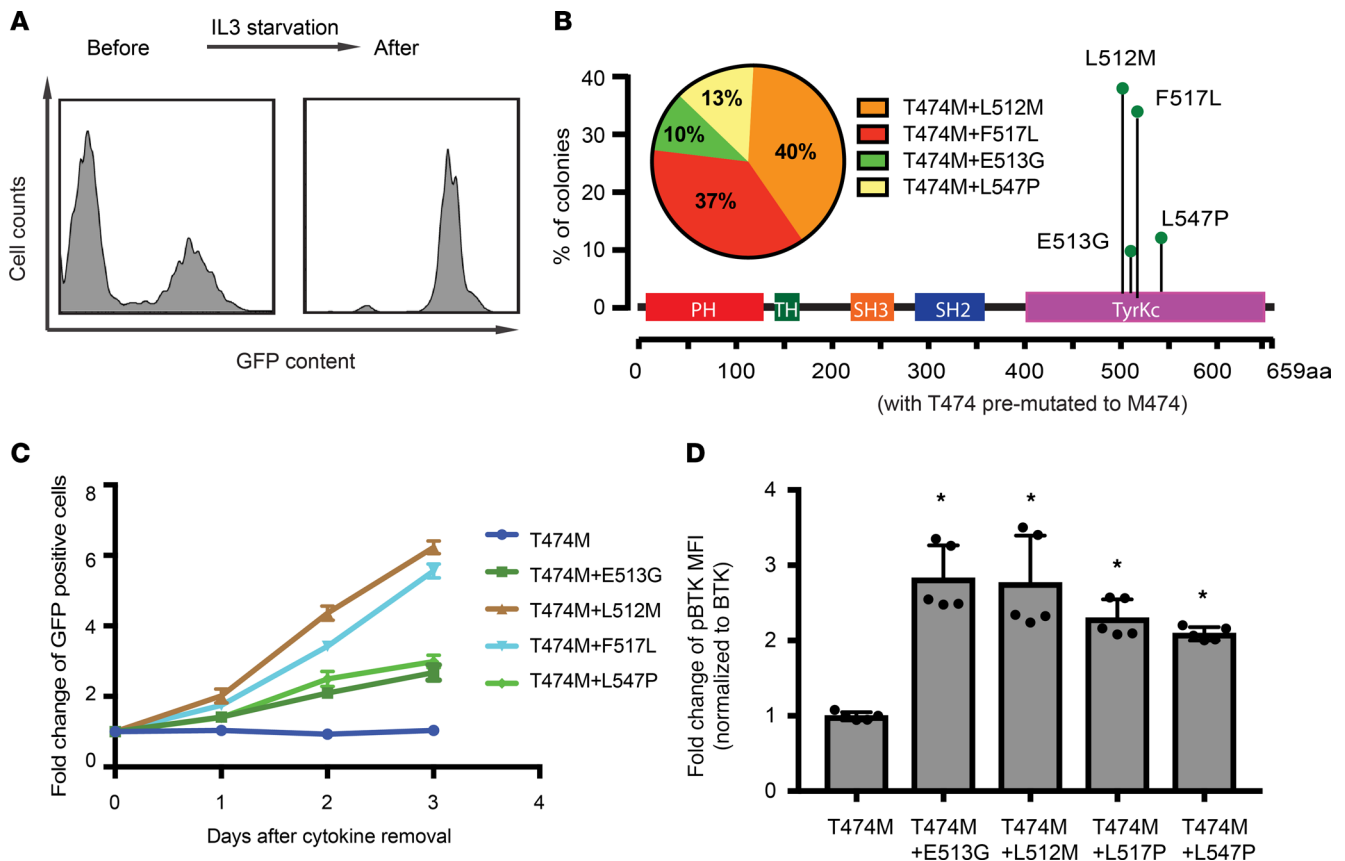 A
IL3 starvation
Before
After
Cell counts
GFP content
B
% of colonies
40
30
20
10
0
13%
10%
40%
37%
T474M+L512M
T474M+F517L
T474M+E513G
T474M+L547P
L512M
F517L
E513G
L547P
PH
TH
SH3
SH2
TyrKc
0 100 200 300 400 500 600 659aa
(with T474 pre-mutated to M474)
C
Fold change of GFP positive cells
8
6
4
2
0
0 1 2 3 4
Days after cytokine removal
T474M
T474M+E513G
T474M+L512M
T474M+F517L
T474M+L547P
D
Fold change of pBTK MFI
(normalized to BTK)
4
3
2
1
0
* * * *
T474M T474M T474M T474M T474M
+E513G +L512M +L517P +L547P